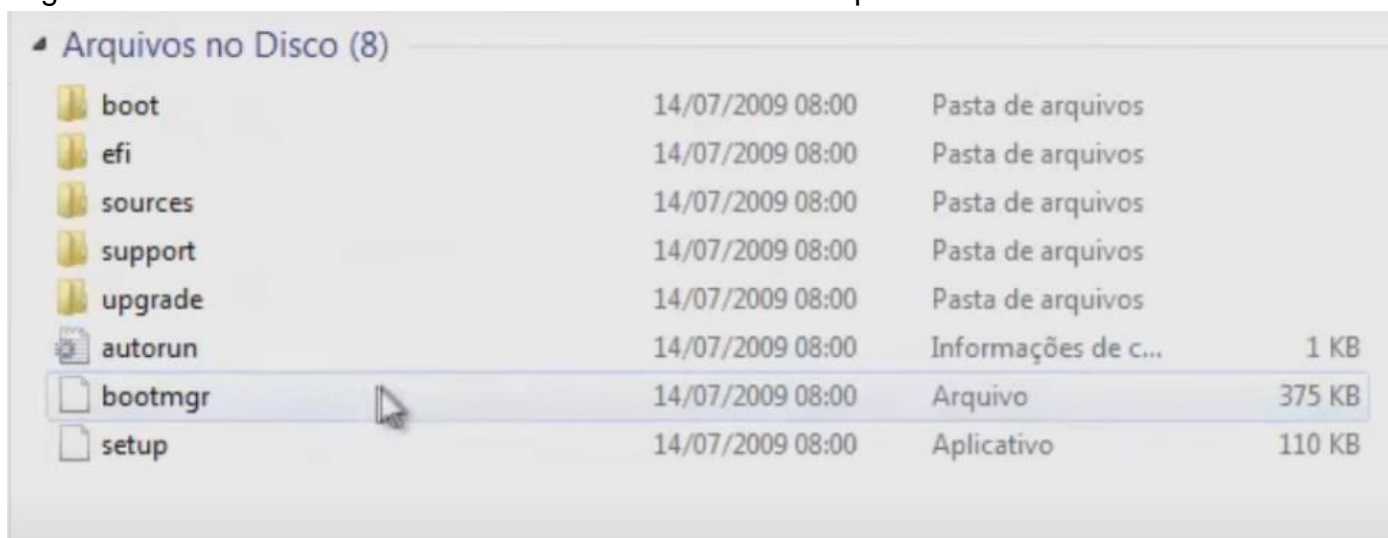 Arquivos no Disco (8)
boot 14/07/2009 08:00 Pasta de arquivos
efi 14/07/2009 08:00 Pasta de arquivos
sources 14/07/2009 08:00 Pasta de arquivos
support 14/07/2009 08:00 Pasta de arquivos
upgrade 14/07/2009 08:00 Pasta de arquivos
autorun 14/07/2009 08:00 Informações de c... 1 KB
bootmgr 14/07/2009 08:00 Arquivo 375 KB
setup 14/07/2009 08:00 Aplicativo 110 KB